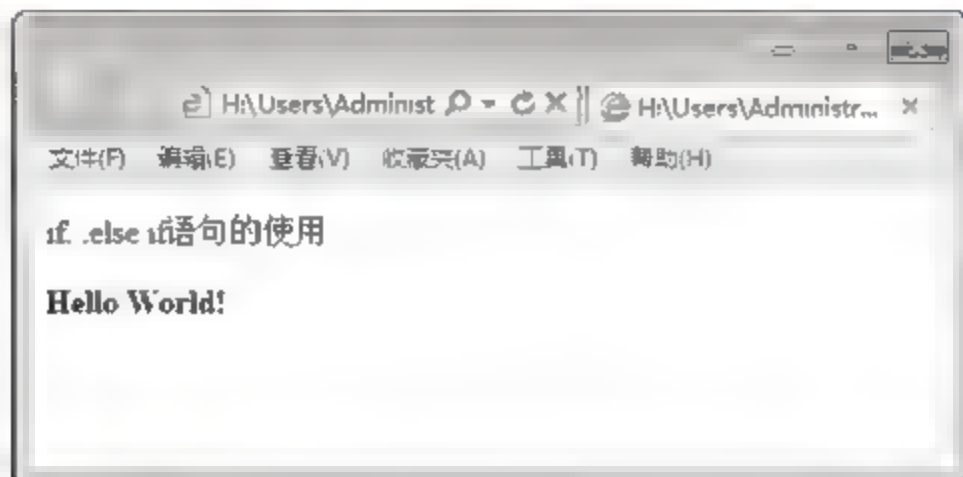 H:\Users\Administ H:\Users\Administr...
文件(F) 编辑(E) 查看(V) 收藏夹(A) 工具(T) 帮助(H)
if...else if语句的使用
Hello World!